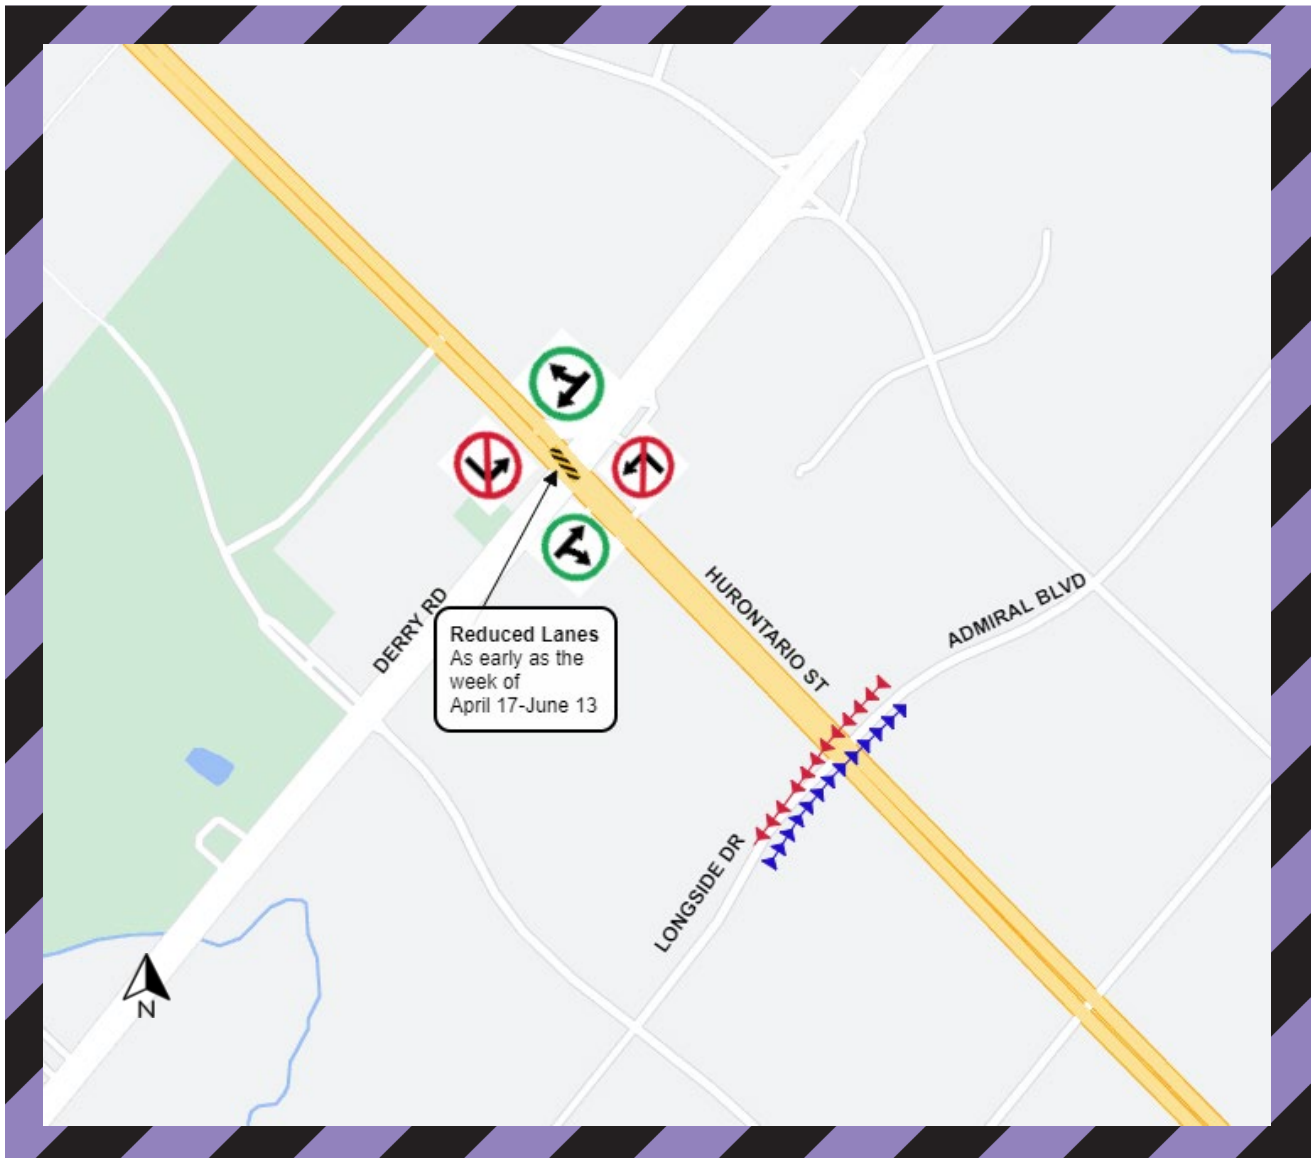 HURONTARIO ST
ADMIRAL BLVD
DERRY RD
Reduced Lanes
As early as the
week of
April 17-June 13
LONGSIDE DR
N